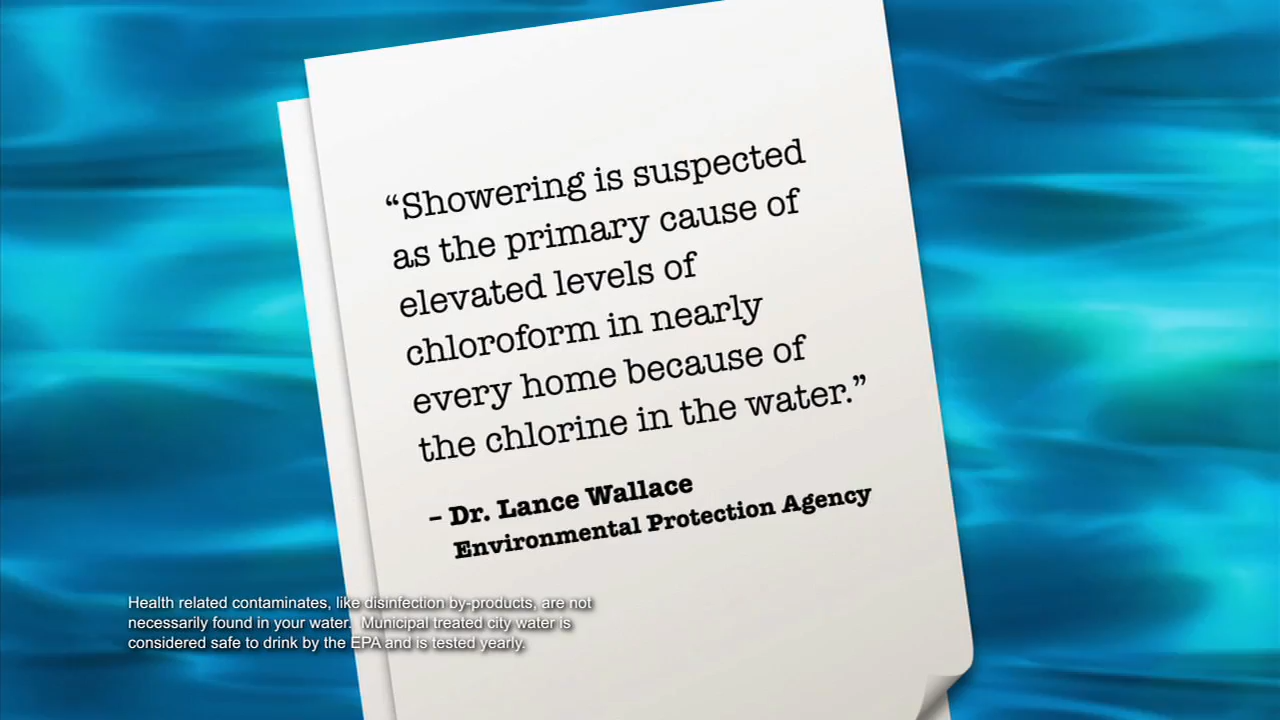 “Showering is suspected
as the primary cause of
elevated levels of
chloroform in nearly
every home because of
the chlorine in the water.”
– Dr. Lance Wallace
Environmental Protection Agency
Health related contaminates, like disinfection by-products, are not
necessarily found in your water.  Municipal treated city water is
considered safe to drink by the EPA and is tested yearly.